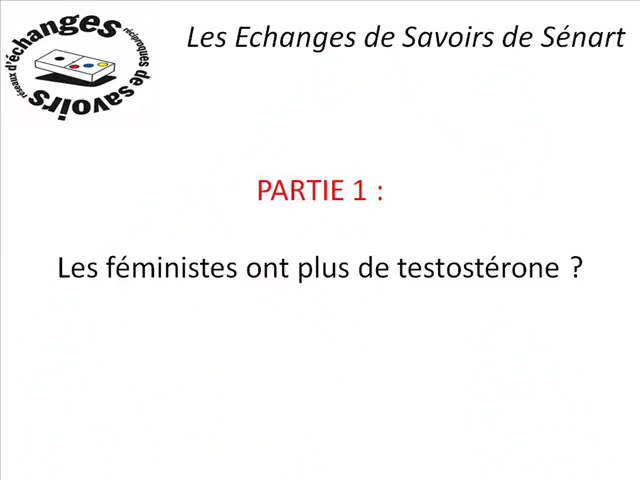 réseaux d'échanges réciproques de savoirs
Les Echanges de Savoirs de Sénart
PARTIE 1 :
Les féministes ont plus de testostérone ?